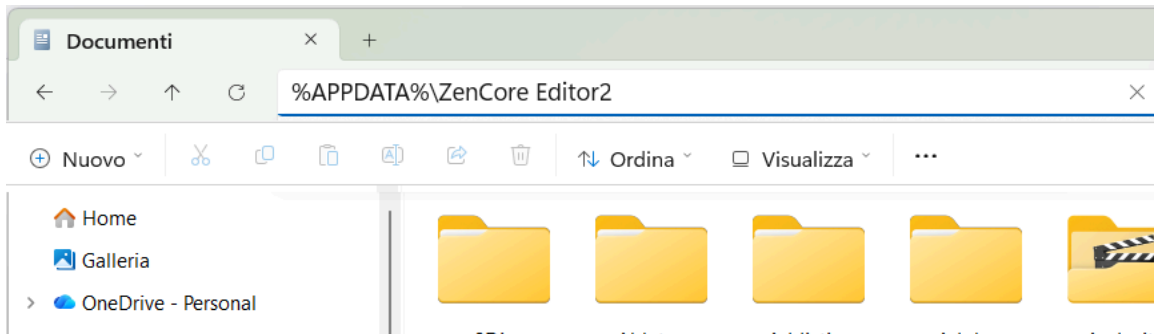 Documenti
%APPDATA%\ZenCore Editor2
Nuovo
Ordina
Visualizza
Home
Galleria
OneDrive - Personal